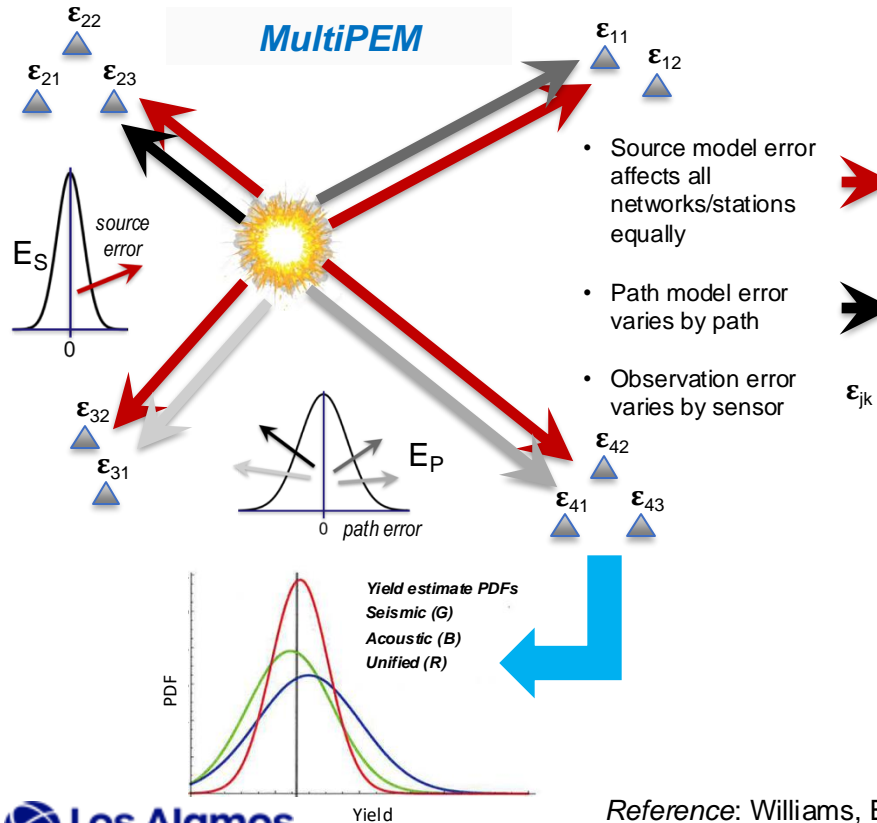 MultiPEM
ε22
ε21
ε23
ε11
ε12
• Source model error
affects all
networks/stations
equally
• Path model error
varies by path
• Observation error
varies by sensor
εjk
ES
source
error
0
ε32
ε31
EP
0
path error
ε42
ε41
ε43
Yield estimate PDFs
Seismic (G)
Acoustic (B)
Unified (R)
PDF
Yield
Los Alamos
Reference: Williams, B